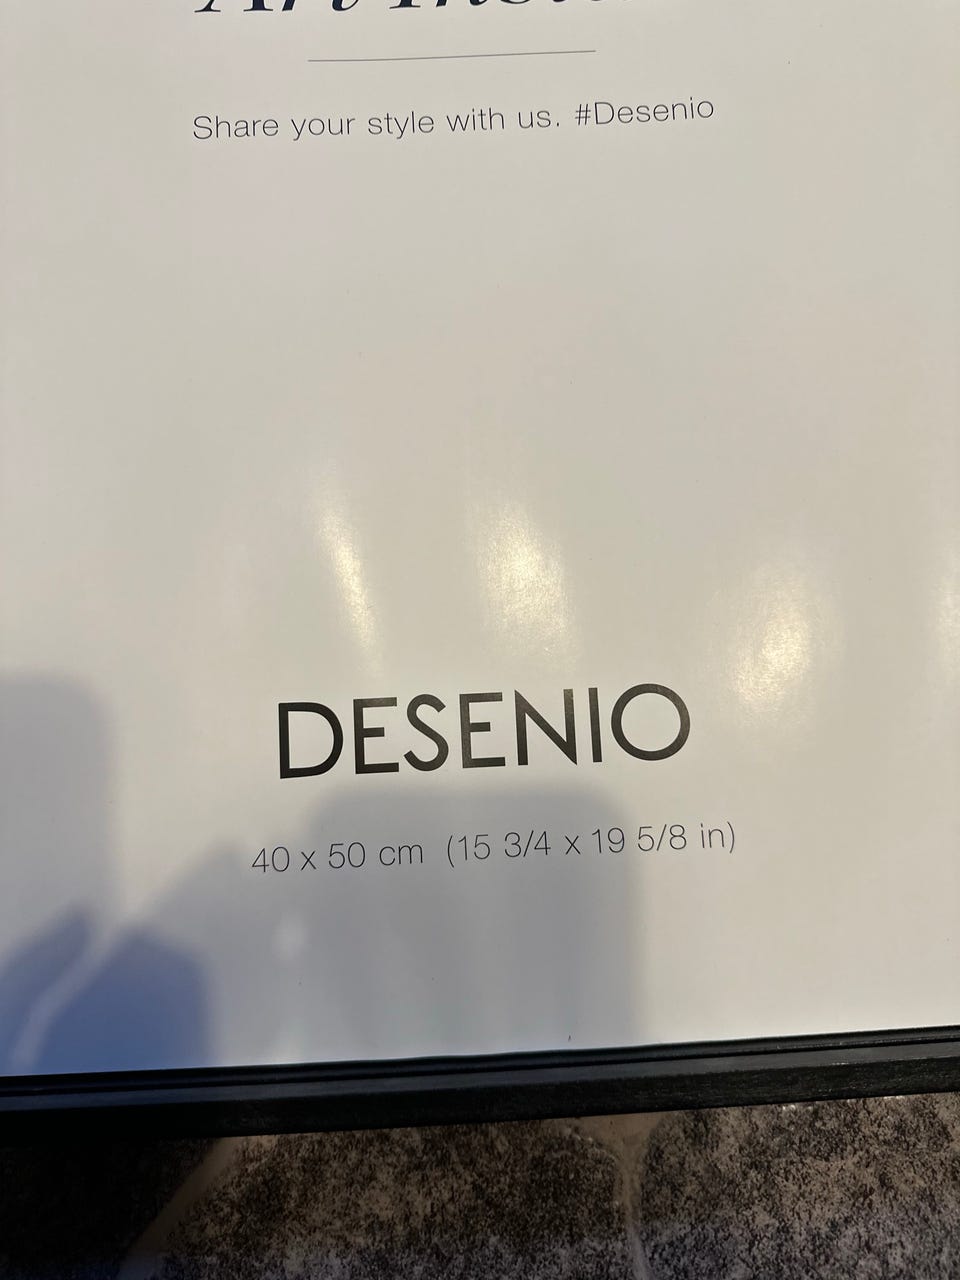 Share your style with us. #Desenio
DESENIO
40 x 50 cm (15 3/4 x 19 5/8 in)